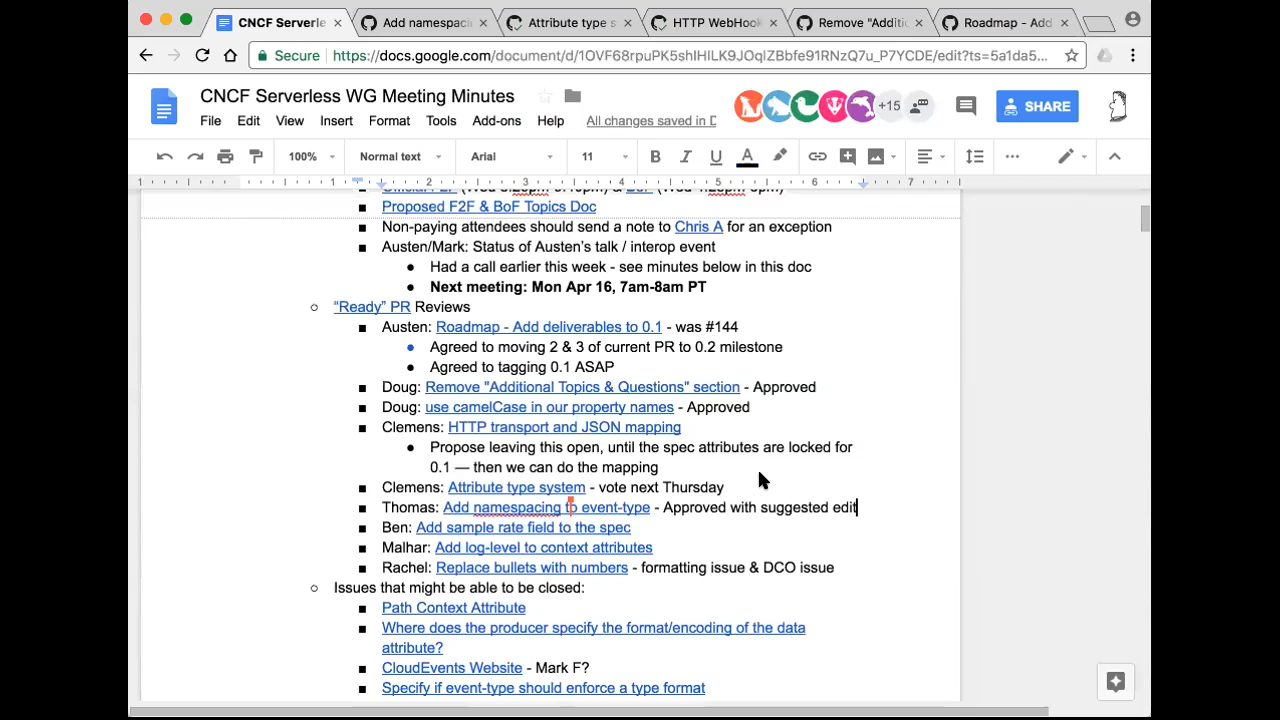 CNCF Serverless
Add namespaci
Attribute type s
HTTP WebHook
Remove "Additi
Roadmap - Add
Secure
https://docs.google.com/document/d/1OVF68rpuPK5shIHILK9JOqlZBbfe91RNzQ7u_P7YCDE/edit?ts=5a1da5...
CNCF Serverless WG Meeting Minutes
+15
SHARE
File Edit View Insert Format Tools Add-ons Help All changes saved in D
100% Normal text Arial 11 B I U A
1 1 2 3 4 5 6 7
Proposed F2F & BoF Topics Doc
Non-paying attendees should send a note to Chris A for an exception
Austen/Mark: Status of Austen's talk / interop event
Had a call earlier this week - see minutes below in this doc
Next meeting: Mon Apr 16, 7am-8am PT
"Ready" PR Reviews
Austen: Roadmap - Add deliverables to 0.1 - was #144
Agreed to moving 2 & 3 of current PR to 0.2 milestone
Agreed to tagging 0.1 ASAP
Doug: Remove "Additional Topics & Questions" section - Approved
Doug: use camelCase in our property names - Approved
Clemens: HTTP transport and JSON mapping
Propose leaving this open, until the spec attributes are locked for
0.1 — then we can do the mapping
Clemens: Attribute type system - vote next Thursday
Thomas: Add namespacing to event-type - Approved with suggested edit
Ben: Add sample rate field to the spec
Malhar: Add log-level to context attributes
Rachel: Replace bullets with numbers - formatting issue & DCO issue
Issues that might be able to be closed:
Path Context Attribute
Where does the producer specify the format/encoding of the data
attribute?
CloudEvents Website - Mark F?
Specify if event-type should enforce a type format